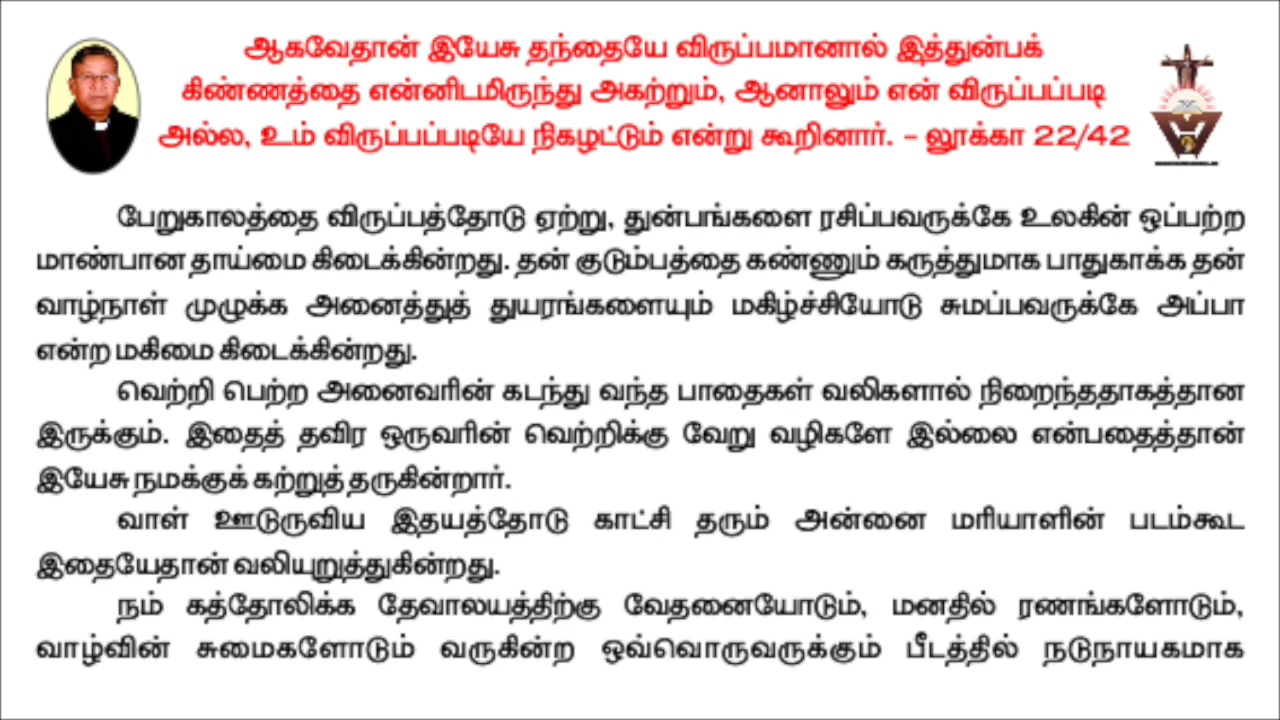 ஆகவேதான் இயேசு தந்தையே விருப்பமானால் இத்துன்பக்
கிண்ணத்தை என்னிடமிருந்து அகற்றும், ஆனாலும் என் விருப்பப்படி
அல்ல, உம் விருப்பப்படியே நிகழட்டும் என்று கூறினார். – லூக்கா 22/42
பேறுகாலத்தை விருப்பத்தோடு ஏற்று, துன்பங்களை ரசிப்பவருக்கே உலகின் ஒப்பற்ற
மாண்பான தாய்மை கிடைக்கின்றது. தன் குடும்பத்தை கண்ணும் கருத்துமாக பாதுகாக்க தன்
வாழ்நாள் முழுக்க அனைத்துத் துயரங்களையும் மகிழ்ச்சியோடு சுமப்பவருக்கே அப்பா
என்ற மகிமை கிடைக்கின்றது.
வெற்றி பெற்ற அனைவரின் கடந்து வந்த பாதைகள் வலிகளால் நிறைந்ததாகத்தான
இருக்கும். இதைத் தவிர ஒருவரின் வெற்றிக்கு வேறு வழிகளே இல்லை என்பதைத்தான்
இயேசு நமக்குக் கற்றுத் தருகின்றார்.
வாள் ஊடுருவிய இதயத்தோடு காட்சி தரும் அன்னை மரியாளின் படம்கூட
இதையேதான் வலியுறுத்துகின்றது.
நம் கத்தோலிக்க தேவாலயத்திற்கு வேதனையோடும், மனதில் ரணங்களோடும்,
வாழ்வின் சுமைகளோடும் வருகின்ற ஒவ்வொருவருக்கும் பீடத்தில் நடுநாயகமாக